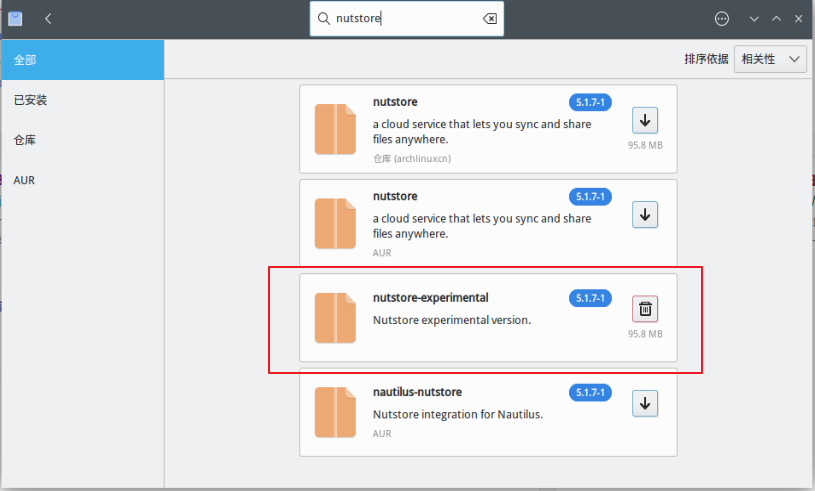 nutstore
全部
已安装
仓库
AUR
排序依据 相关性
nutstore 5.1.7-1
a cloud service that lets you sync and share
files anywhere.
仓库 (archlinuxcn)
95.8 MB
nutstore 5.1.7-1
a cloud service that lets you sync and share
files anywhere.
AUR
nutstore-experimental 5.1.7-1
Nutstore experimental version.
95.8 MB
nautilus-nutstore 5.1.7-1
Nutstore integration for Nautilus.
AUR